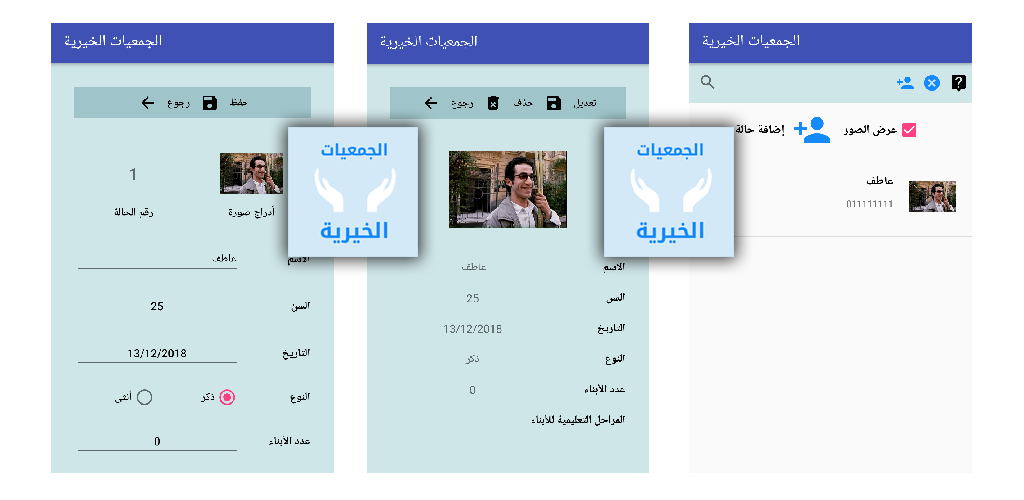 الجمعيات الخيرية
حفظ
رجوع
1
أدراج صورة
رقم الحالة
الاسم
عاطف
السن
25
التاريخ
13/12/2018
النوع
ذكر
أنثى
عدد الأبناء
0
الجمعيات
الخيرية
الجمعيات الخيرية
تعديل
حذف
رجوع
الاسم
عاطف
السن
25
التاريخ
13/12/2018
النوع
ذكر
عدد الأبناء
0
المراحل التعليمية للأبناء
الجمعيات
الخيرية
الجمعيات الخيرية
عرض الصور
إضافة حالة
عاطف
011111111